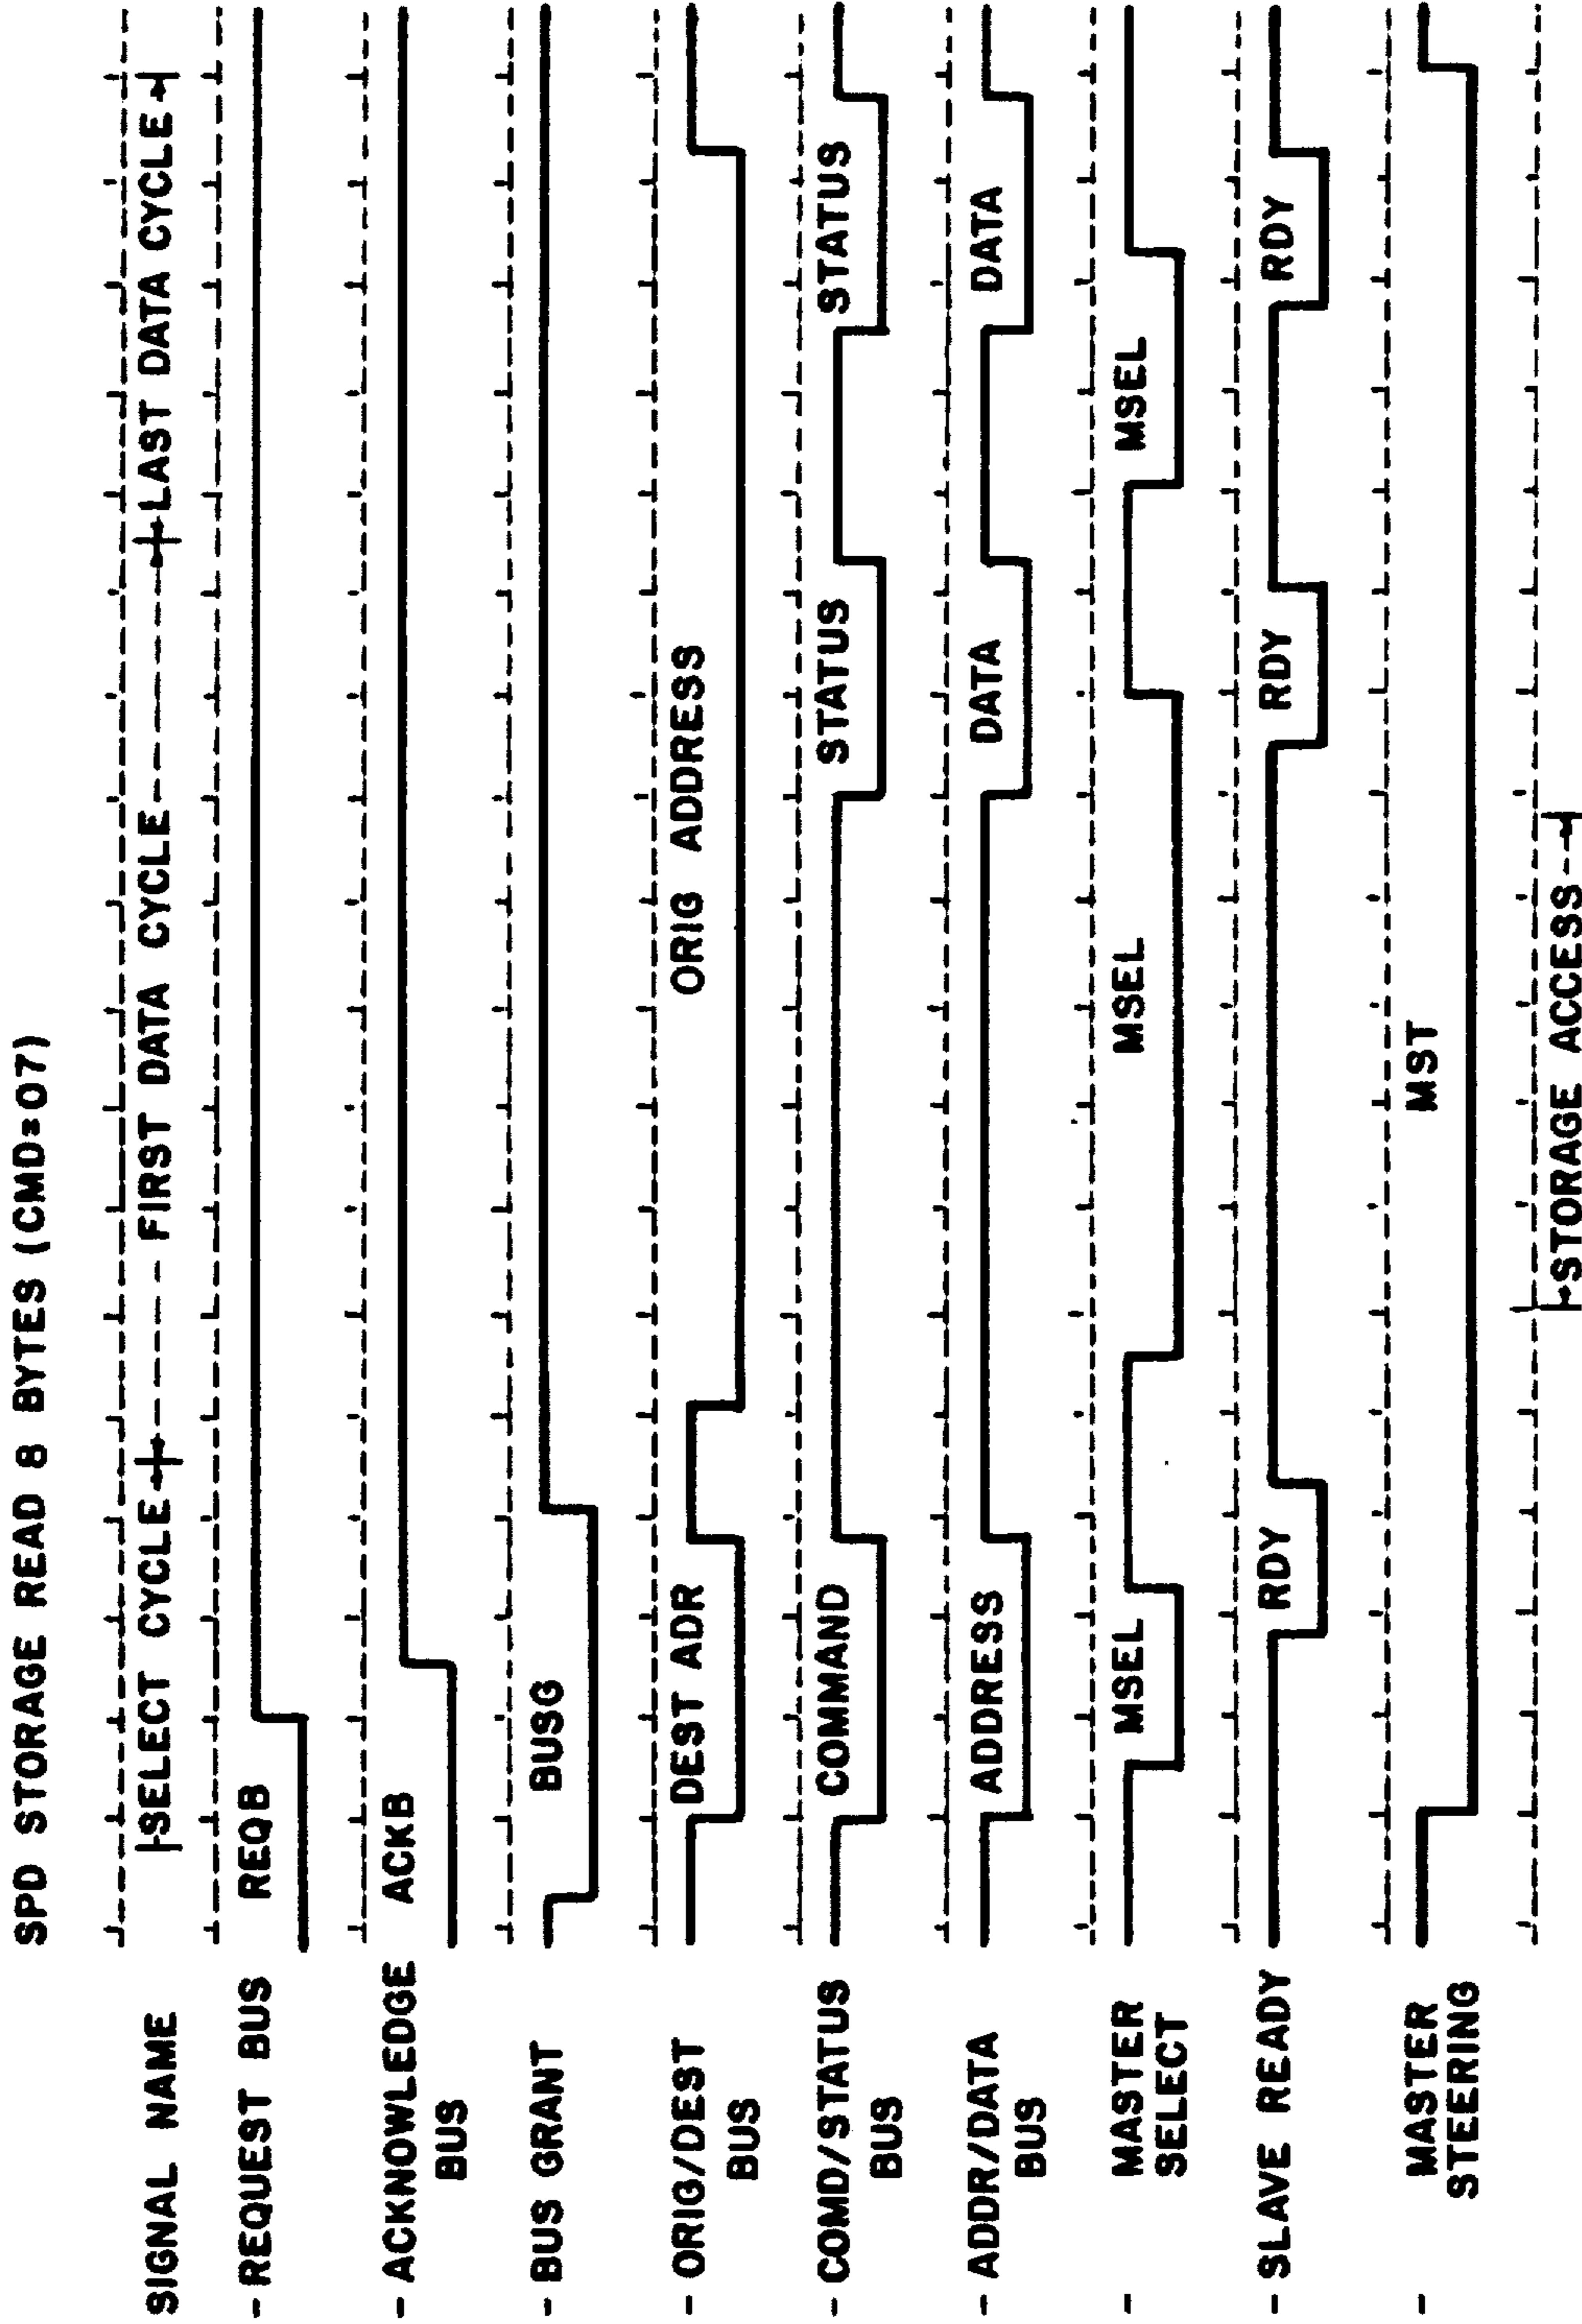 SPD STORAGE READ 8 BYTES (CMD=07)
SIGNAL NAME
SELECT CYCLE FIRST DATA CYCLE LAST DATA CYCLE
- REQUEST BUS REQB
- ACKNOWLEDGE BUS ACKB
- BUS GRANT BUSG
- ORIG/DEST BUS DEST ADR ORIG ADDRESS
- COMD/STATUS BUS COMMAND STATUS STATUS
- ADDR/DATA BUS ADDRESS DATA DATA
- MASTER SELECT MSEL MSEL MSEL
- SLAVE READY RDY RDY RDY
- MASTER STEERING MST
STORAGE ACCESS